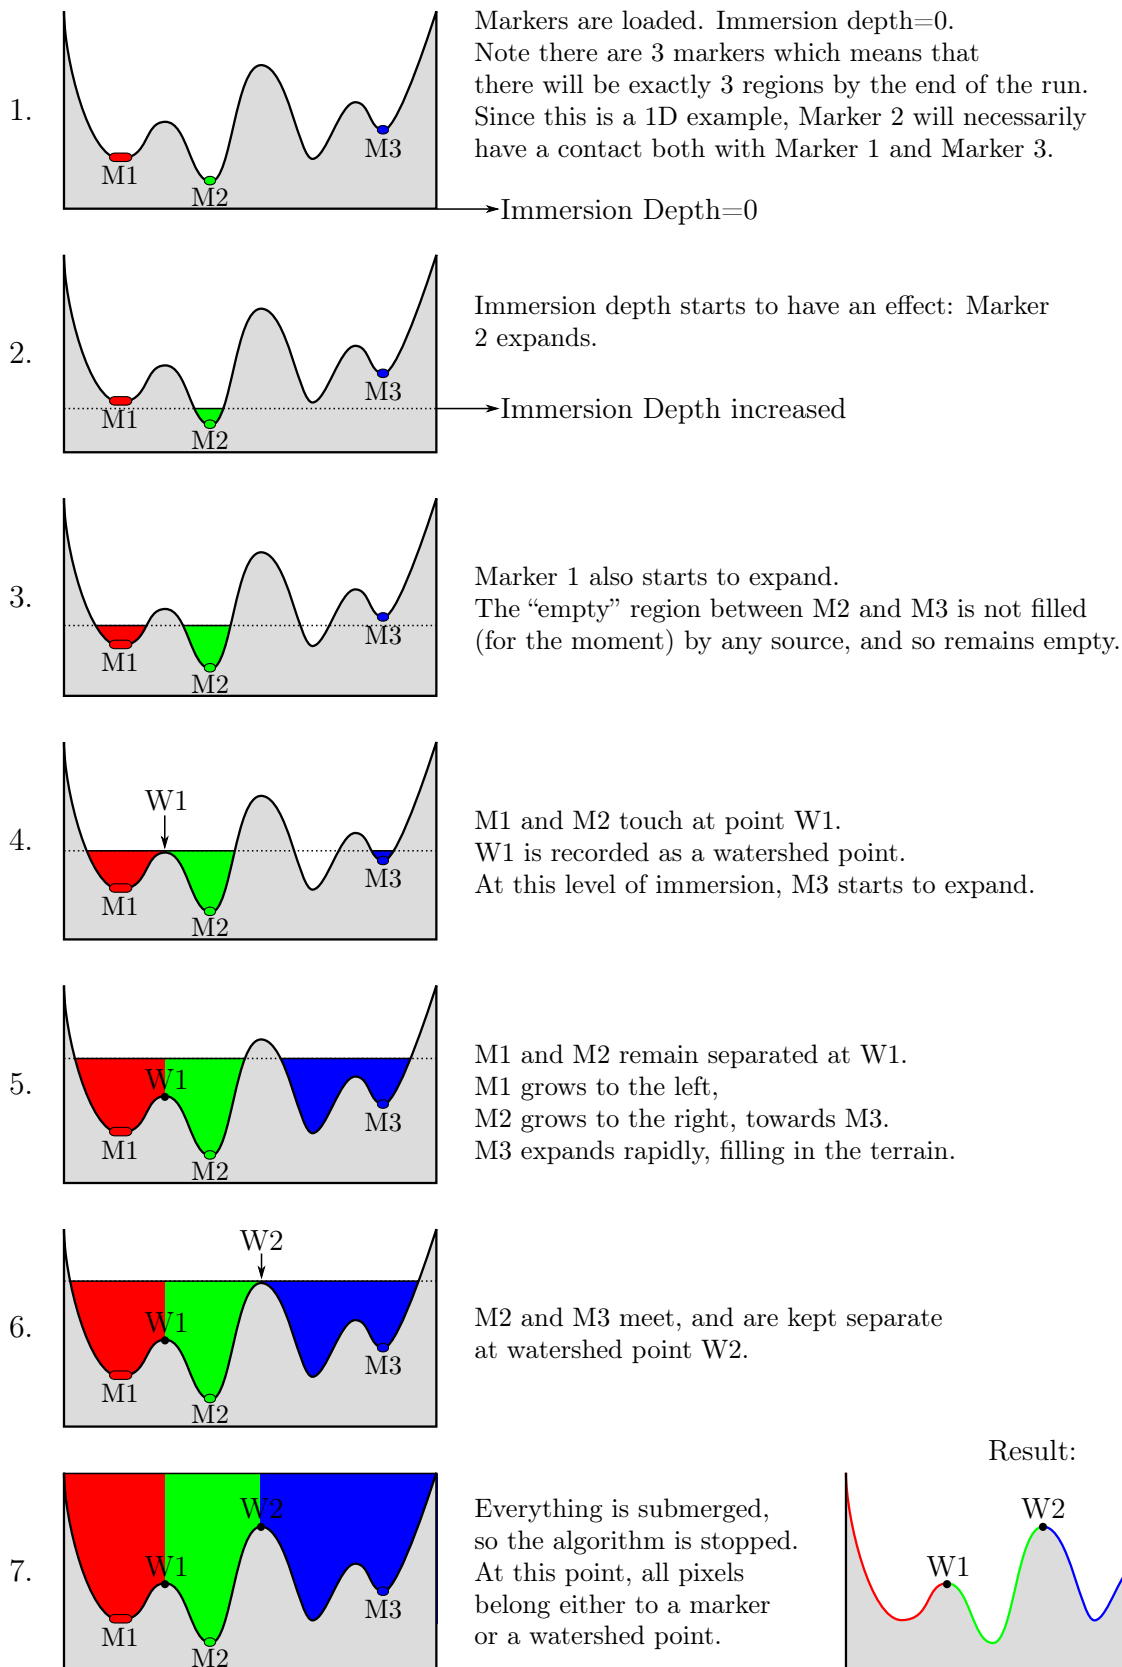 Markers are loaded. Immersion depth=0.
Note there are 3 markers which means that
there will be exactly 3 regions by the end of the run.
Since this is a 1D example, Marker 2 will necessarily
have a contact both with Marker 1 and Marker 3.
1.
M1
M2
M3
Immersion Depth=0
Immersion depth starts to have an effect: Marker
2 expands.
2.
M1
M2
M3
Immersion Depth increased
Marker 1 also starts to expand.
The “empty” region between M2 and M3 is not filled
(for the moment) by any source, and so remains empty.
3.
M1
M2
M3
W1
M1 and M2 touch at point W1.
W1 is recorded as a watershed point.
At this level of immersion, M3 starts to expand.
4.
M1
M2
M3
M1 and M2 remain separated at W1.
M1 grows to the left,
M2 grows to the right, towards M3.
M3 expands rapidly, filling in the terrain.
5.
W1
M1
M2
M3
W2
M2 and M3 meet, and are kept separate
at watershed point W2.
6.
W1
M1
M2
M3
Result:
Everything is submerged,
so the algorithm is stopped.
At this point, all pixels
belong either to a marker
or a watershed point.
7.
W2
W1
M1
M2
M3
W2
W1